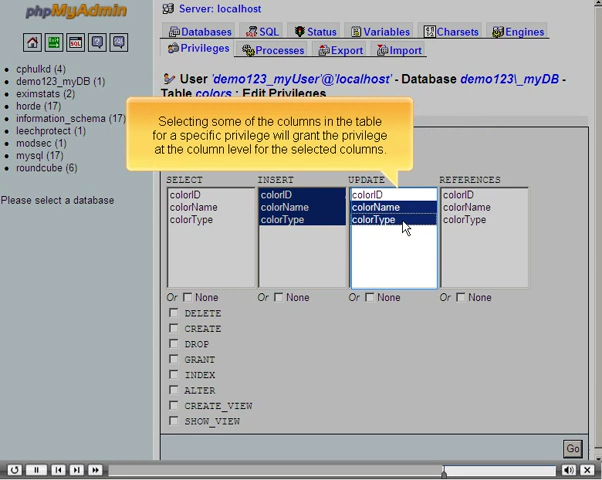 phpMyAdmin
Server: localhost
Databases SQL Status Variables Charsets Engines
Privileges Processes Export Import
SQL
cphulkd (4)
demo123_myDB (1)
eximstats (2)
horde (17)
information_schema (17)
leechprotect (1)
modsec (1)
mysql (17)
roundcube (6)
Please select a database
User 'demo123_myUser'@'localhost' - Database demo123\_myDB -
Table colors : Edit Privileges
Selecting some of the columns in the table
for a specific privilege will grant the privilege
at the column level for the selected columns.
SELECT INSERT UPDATE REFERENCES
colorID colorID colorID colorID
colorName colorName colorName colorName
colorType colorType colorType colorType
Or None Or None Or None Or None
DELETE
CREATE
DROP
GRANT
INDEX
ALTER
CREATE_VIEW
SHOW_VIEW
Go